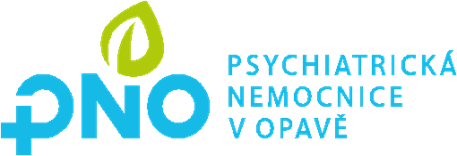 PNO
PSYCHIATRICKÁ
NEMOCNICE
V OPAVĚ